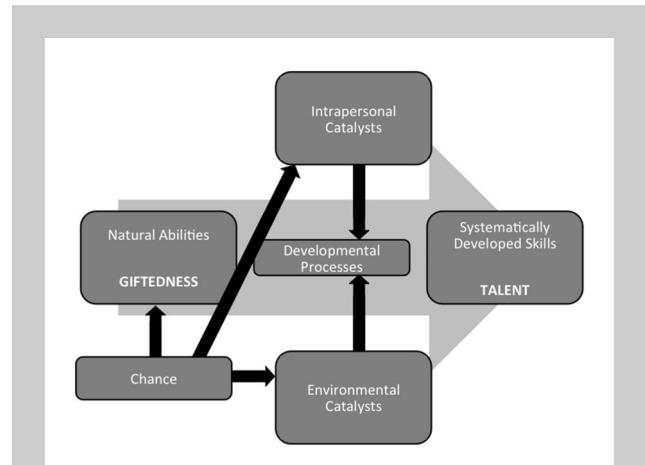 Intrapersonal
Catalysts
Natural Abilities
GIFTEDNESS
Developmental
Processes
Systematically
Developed Skills
TALENT
Chance
Environmental
Catalysts